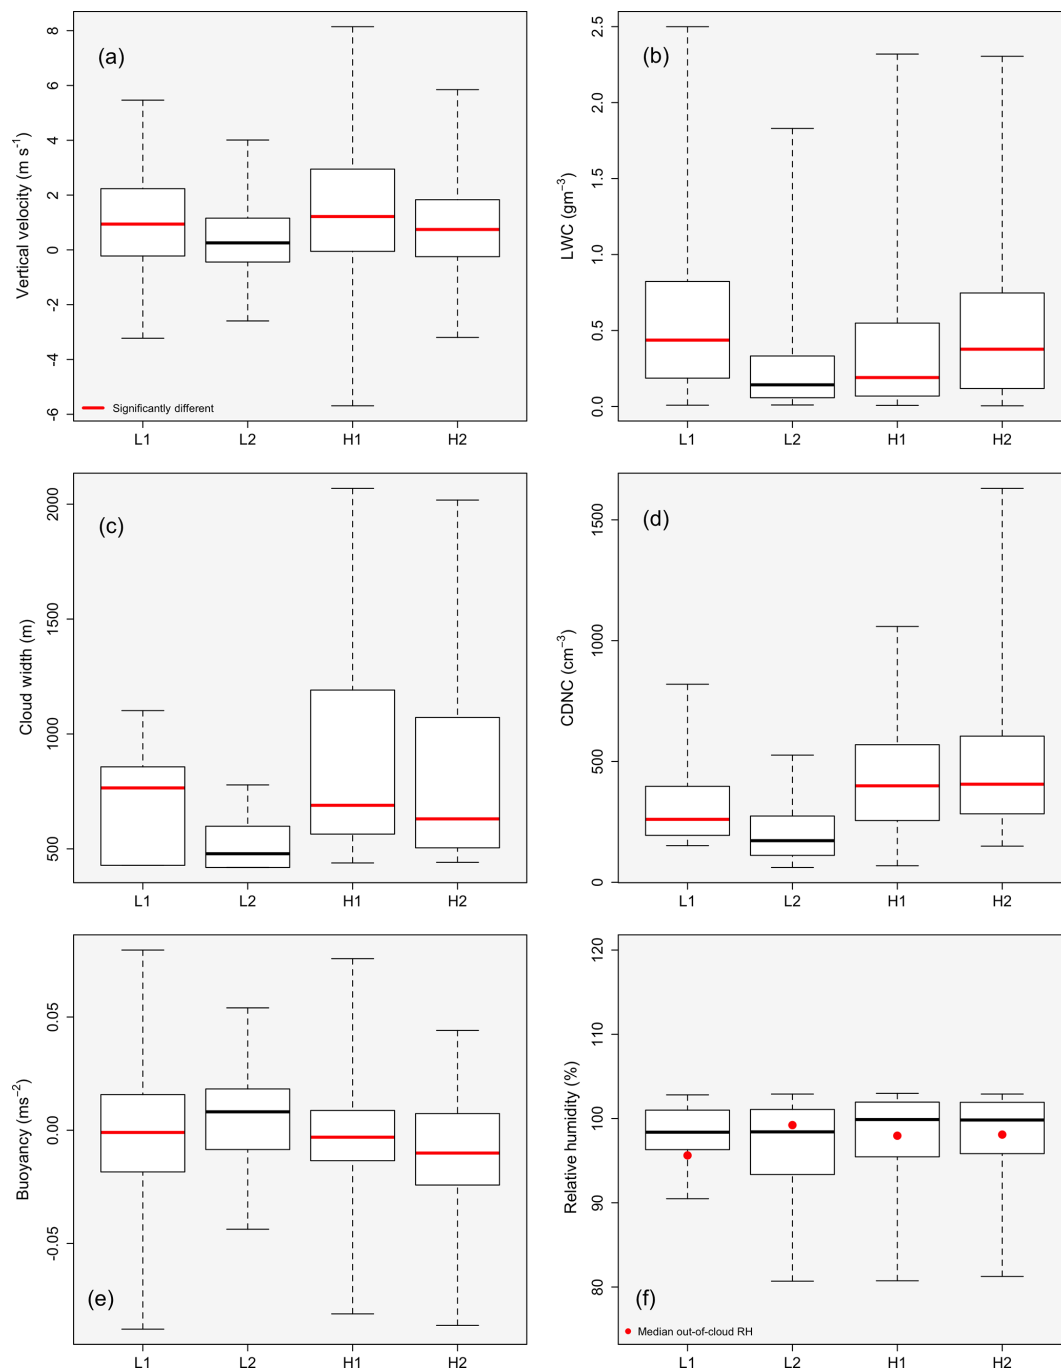 (a)
Vertical velocity (m s⁻¹)
8
6
4
2
0
-2
-4
-6
Significantly different
L1 L2 H1 H2
(b)
LWC (gm⁻³)
2.5
2.0
1.5
1.0
0.5
0.0
L1 L2 H1 H2
(c)
Cloud width (m)
2000
1500
1000
500
L1 L2 H1 H2
(d)
CDNC (cm⁻³)
1500
1000
500
0
L1 L2 H1 H2
(e)
Buoyancy (ms⁻²)
0.05
0.00
-0.05
L1 L2 H1 H2
(f)
Relative humidity (%)
120
110
100
90
80
Median out-of-cloud RH
L1 L2 H1 H2